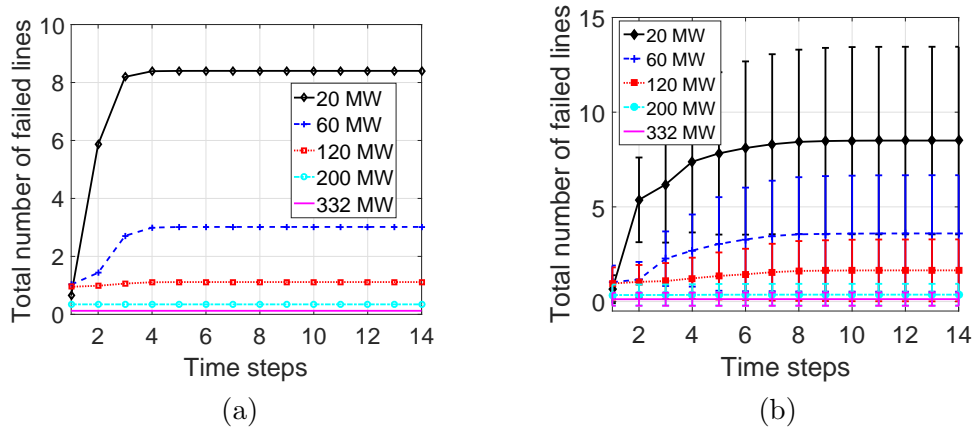 Total number of failed lines
10
8
6
4
2
0
20 MW
60 MW
120 MW
200 MW
332 MW
2 4 6 8 10 12 14
Time steps
(a)
Total number of failed lines
15
10
5
0
20 MW
60 MW
120 MW
200 MW
332 MW
2 4 6 8 10 12 14
Time steps
(b)